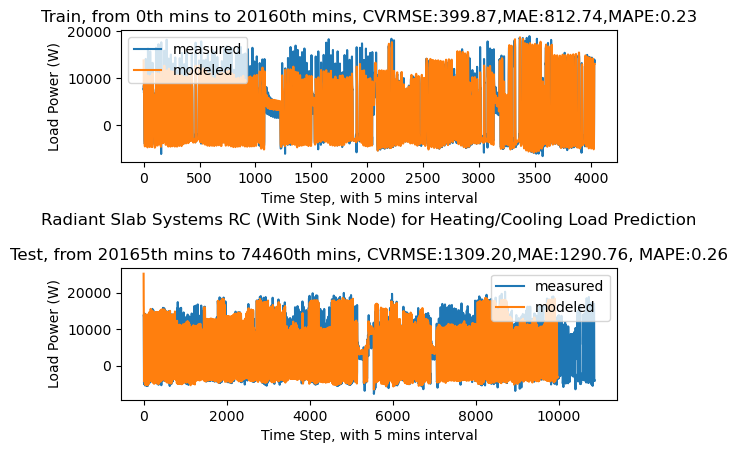 Train, from 0th mins to 20160th mins, CVRMSE:399.87,MAE:812.74,MAPE:0.23
20000
10000
0
Load Power (W)
measured
modeled
0 500 1000 1500 2000 2500 3000 3500 4000
Time Step, with 5 mins interval
Radiant Slab Systems RC (With Sink Node) for Heating/Cooling Load Prediction
Test, from 20165th mins to 74460th mins, CVRMSE:1309.20,MAE:1290.76, MAPE:0.26
20000
10000
0
Load Power (W)
measured
modeled
0 2000 4000 6000 8000 10000
Time Step, with 5 mins interval